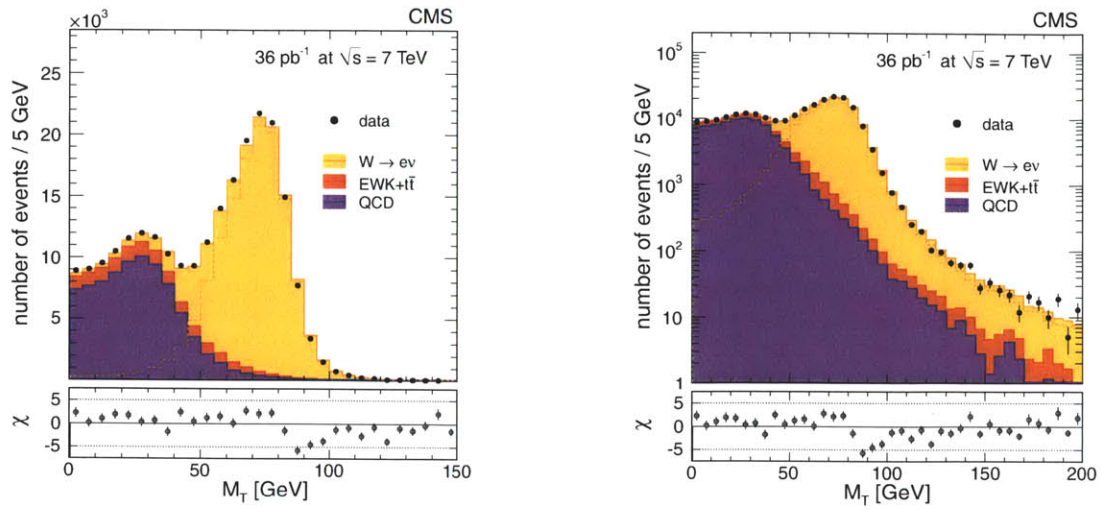 CMS
×10³
36 pb⁻¹ at √s = 7 TeV
number of events / 5 GeV
25
20
15
10
5
data
W → eν
EWK+tt̄
QCD
χ
5
0
-5
0
50
100
150
M_T [GeV]
CMS
36 pb⁻¹ at √s = 7 TeV
number of events / 5 GeV
10⁵
10⁴
10³
10²
10
1
data
W → eν
EWK+tt̄
QCD
χ
5
0
-5
0
50
100
150
200
M_T [GeV]